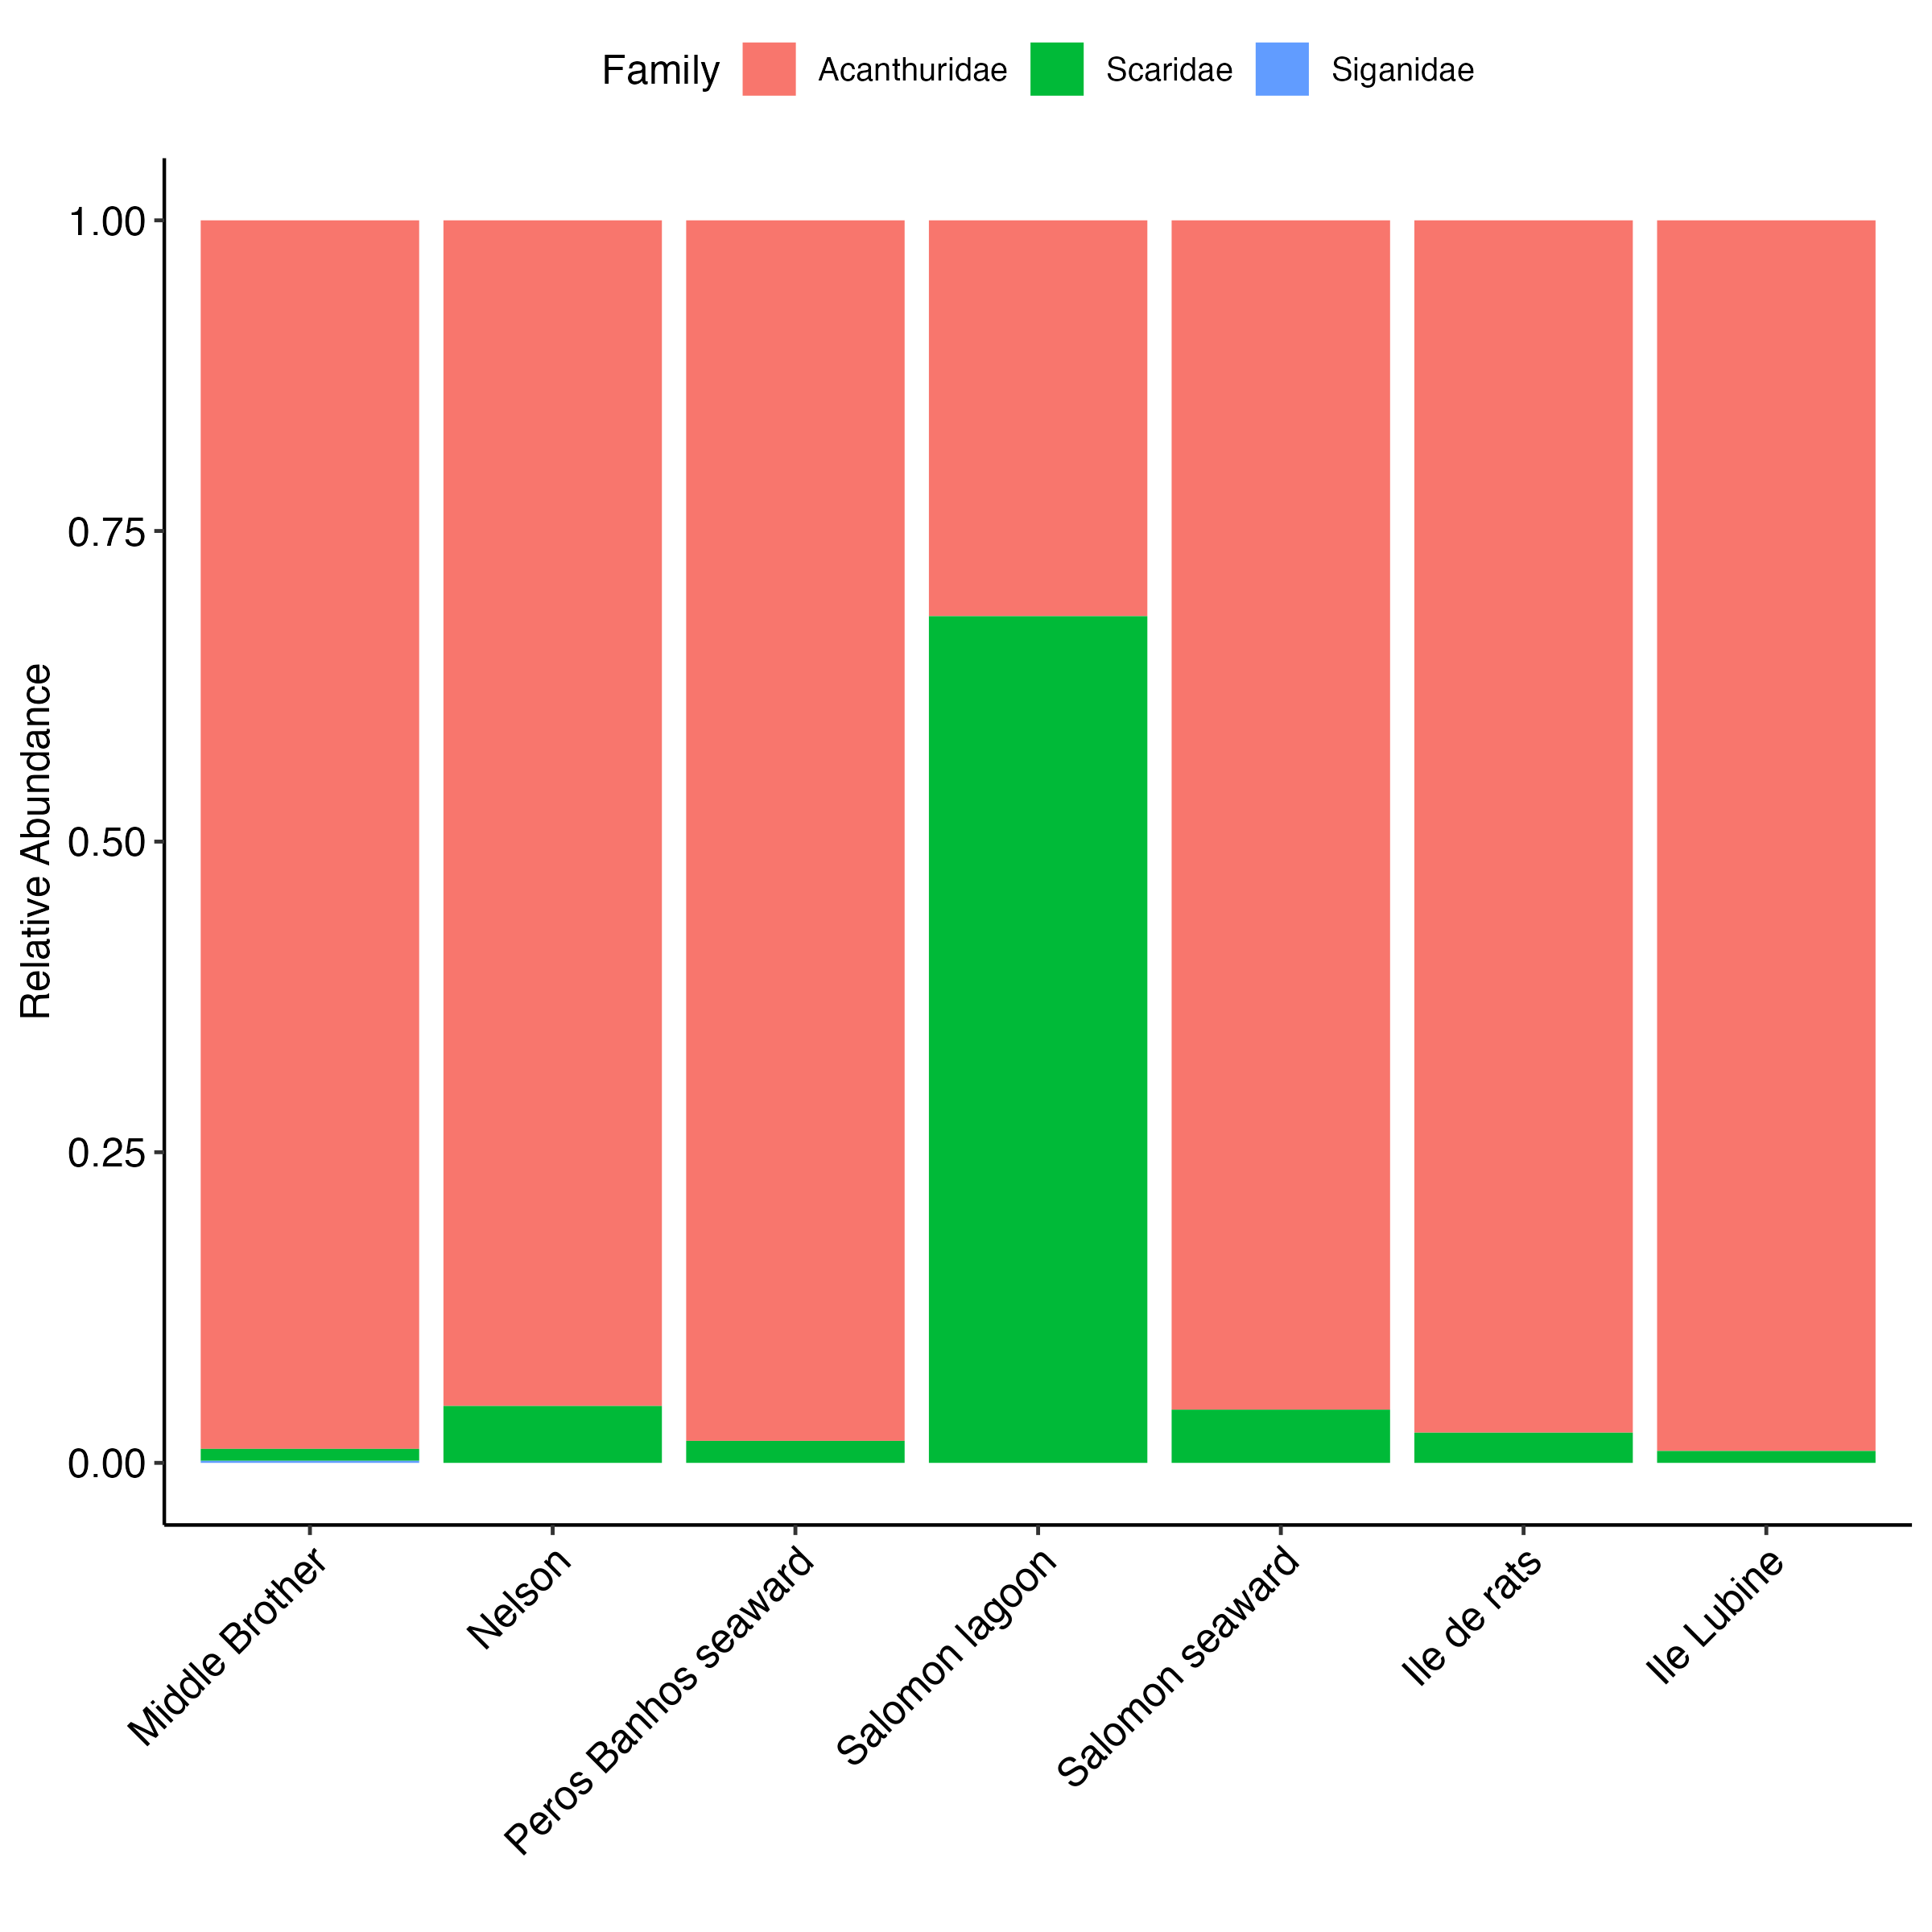 Family Acanthuridae Scaridae Siganidae
Relative Abundance
1.00
0.75
0.50
0.25
0.00
Middle Brother
Nelson
Peros Banhos seaward
Salomon lagoon
Salomon seaward
Ile de rats
Ile Lubine